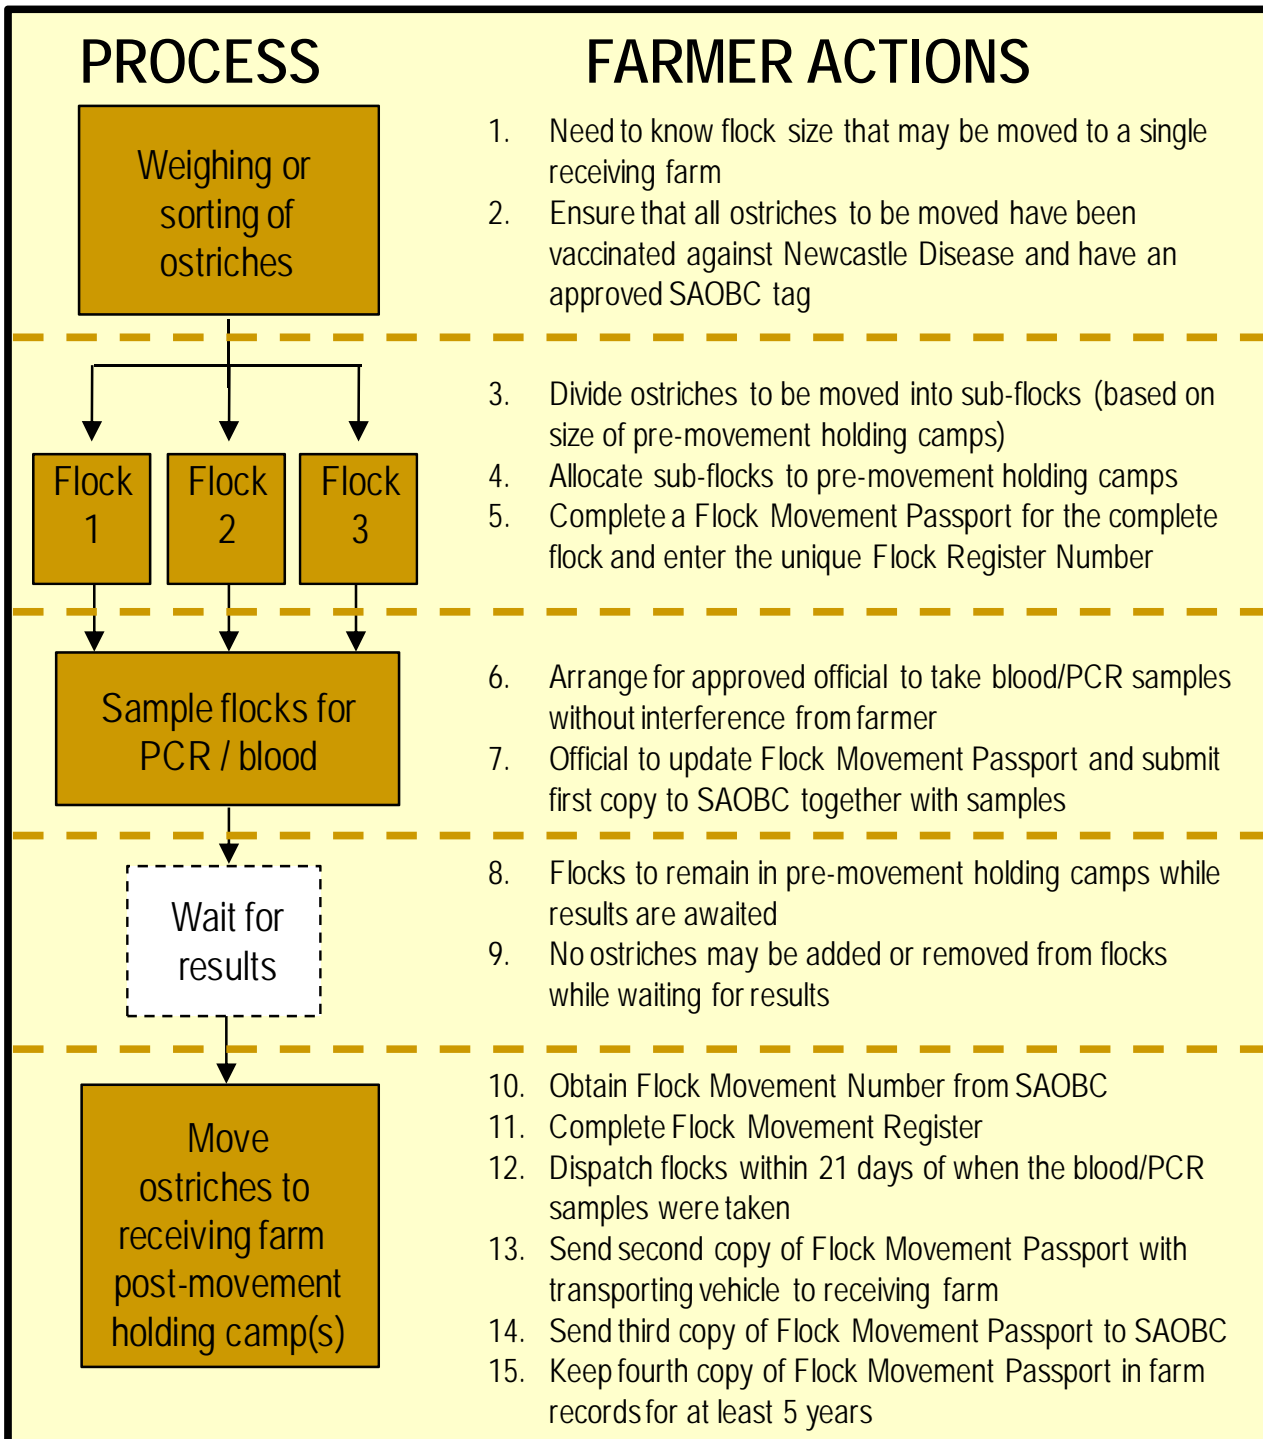 PROCESS
FARMER ACTIONS
Weighing or
sorting of
ostriches
1. Need to know flock size that may be moved to a single
receiving farm
2. Ensure that all ostriches to be moved have been
vaccinated against Newcastle Disease and have an
approved SAOBC tag
Flock
1
Flock
2
Flock
3
3. Divide ostriches to be moved into sub-flocks (based on
size of pre-movement holding camps)
4. Allocate sub-flocks to pre-movement holding camps
5. Complete a Flock Movement Passport for the complete
flock and enter the unique Flock Register Number
Sample flocks for
PCR / blood
6. Arrange for approved official to take blood/PCR samples
without interference from farmer
7. Official to update Flock Movement Passport and submit
first copy to SAOBC together with samples
Wait for
results
8. Flocks to remain in pre-movement holding camps while
results are awaited
9. No ostriches may be added or removed from flocks
while waiting for results
Move
ostriches to
receiving farm
post-movement
holding camp(s)
10. Obtain Flock Movement Number from SAOBC
11. Complete Flock Movement Register
12. Dispatch flocks within 21 days of when the blood/PCR
samples were taken
13. Send second copy of Flock Movement Passport with
transporting vehicle to receiving farm
14. Send third copy of Flock Movement Passport to SAOBC
15. Keep fourth copy of Flock Movement Passport in farm
records for at least 5 years